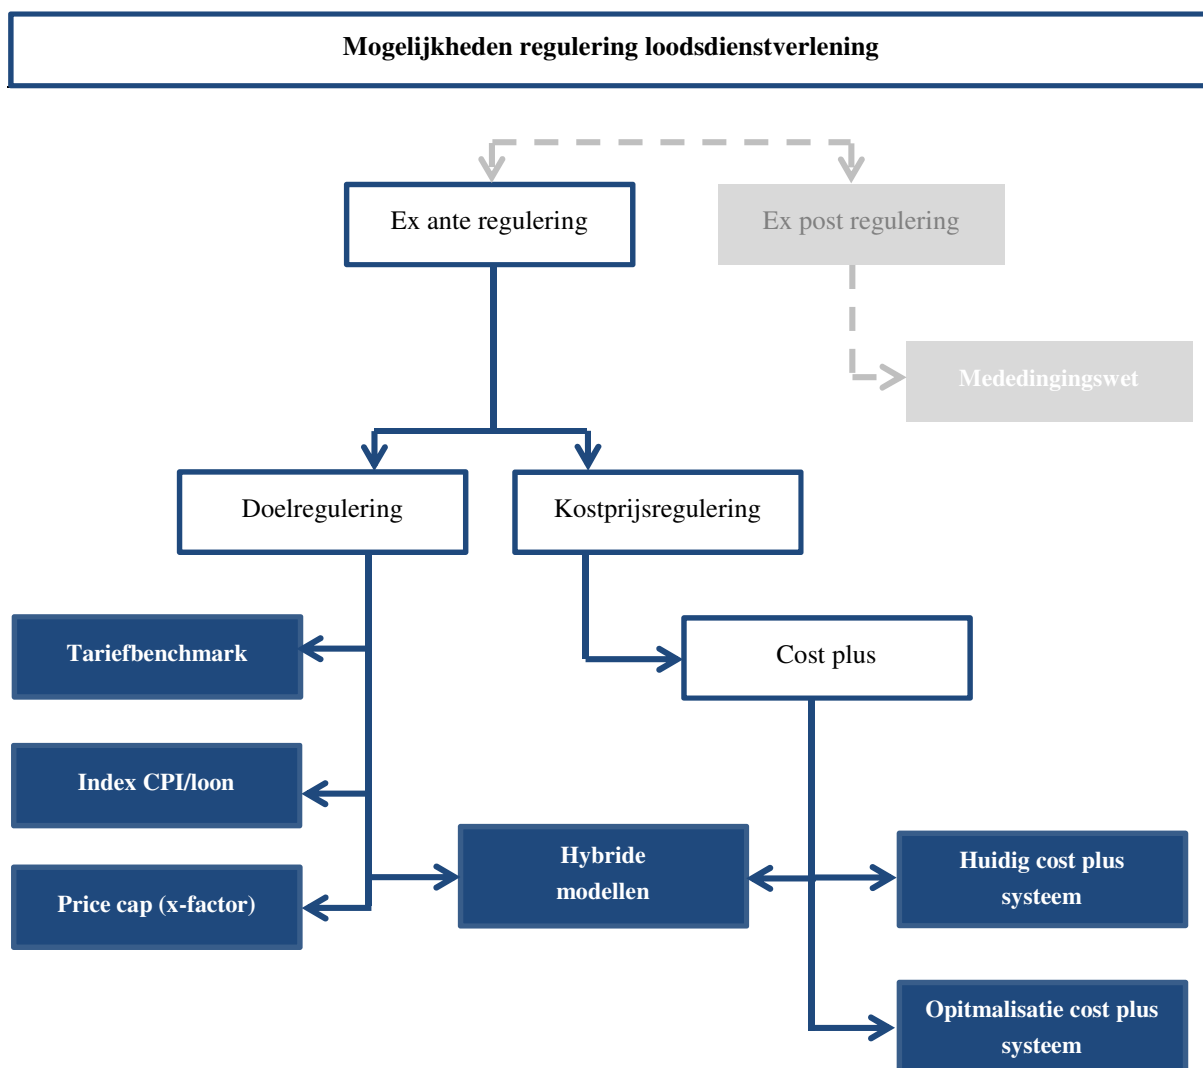 Mogelijkheden regulering loodsdienstverlening
Ex ante regulering
Ex post regulering
Mededingingswet
Doelregulering
Kostprijsregulering
Tariefbenchmark
Cost plus
Index CPI/loon
Hybride
modellen
Huidig cost plus
systeem
Price cap (x-factor)
Opitmalisatie cost plus
systeem